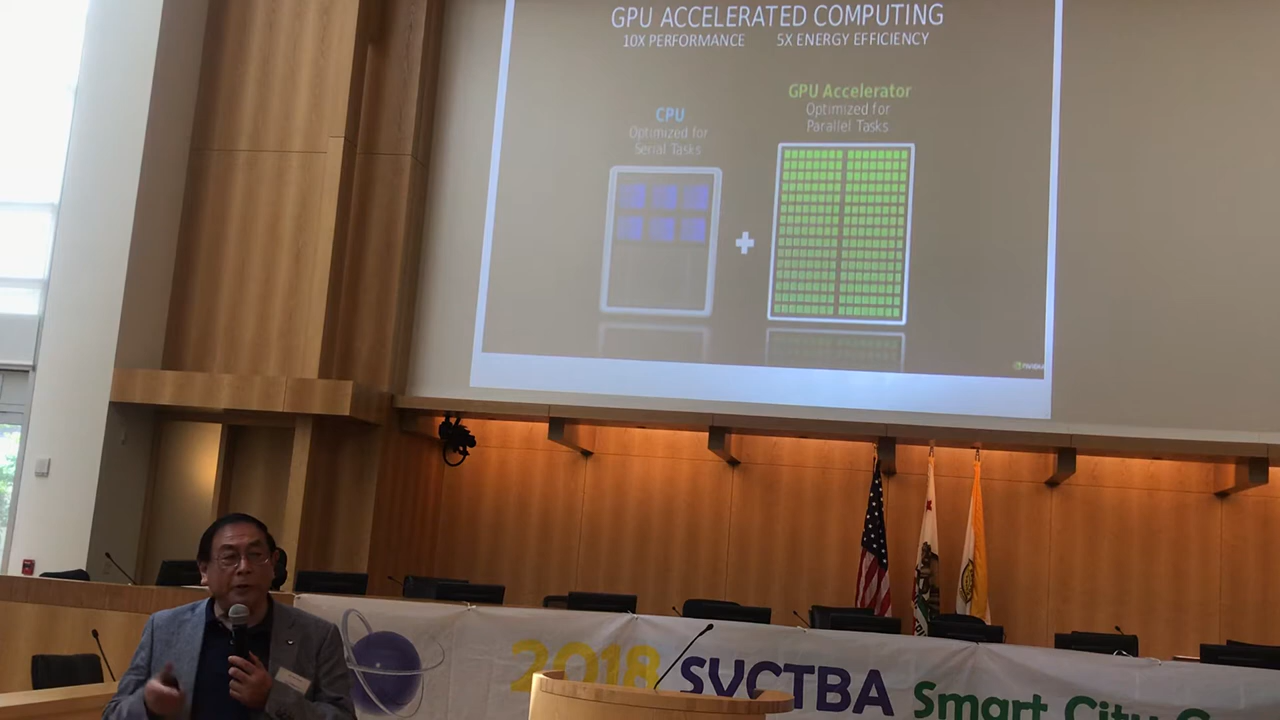 GPU ACCELERATED COMPUTING
10X PERFORMANCE 5X ENERGY EFFICIENCY
CPU
Optimized for
Serial Tasks
GPU Accelerator
Optimized for
Parallel Tasks
NVIDIA
2018 SVCTBA Smart City